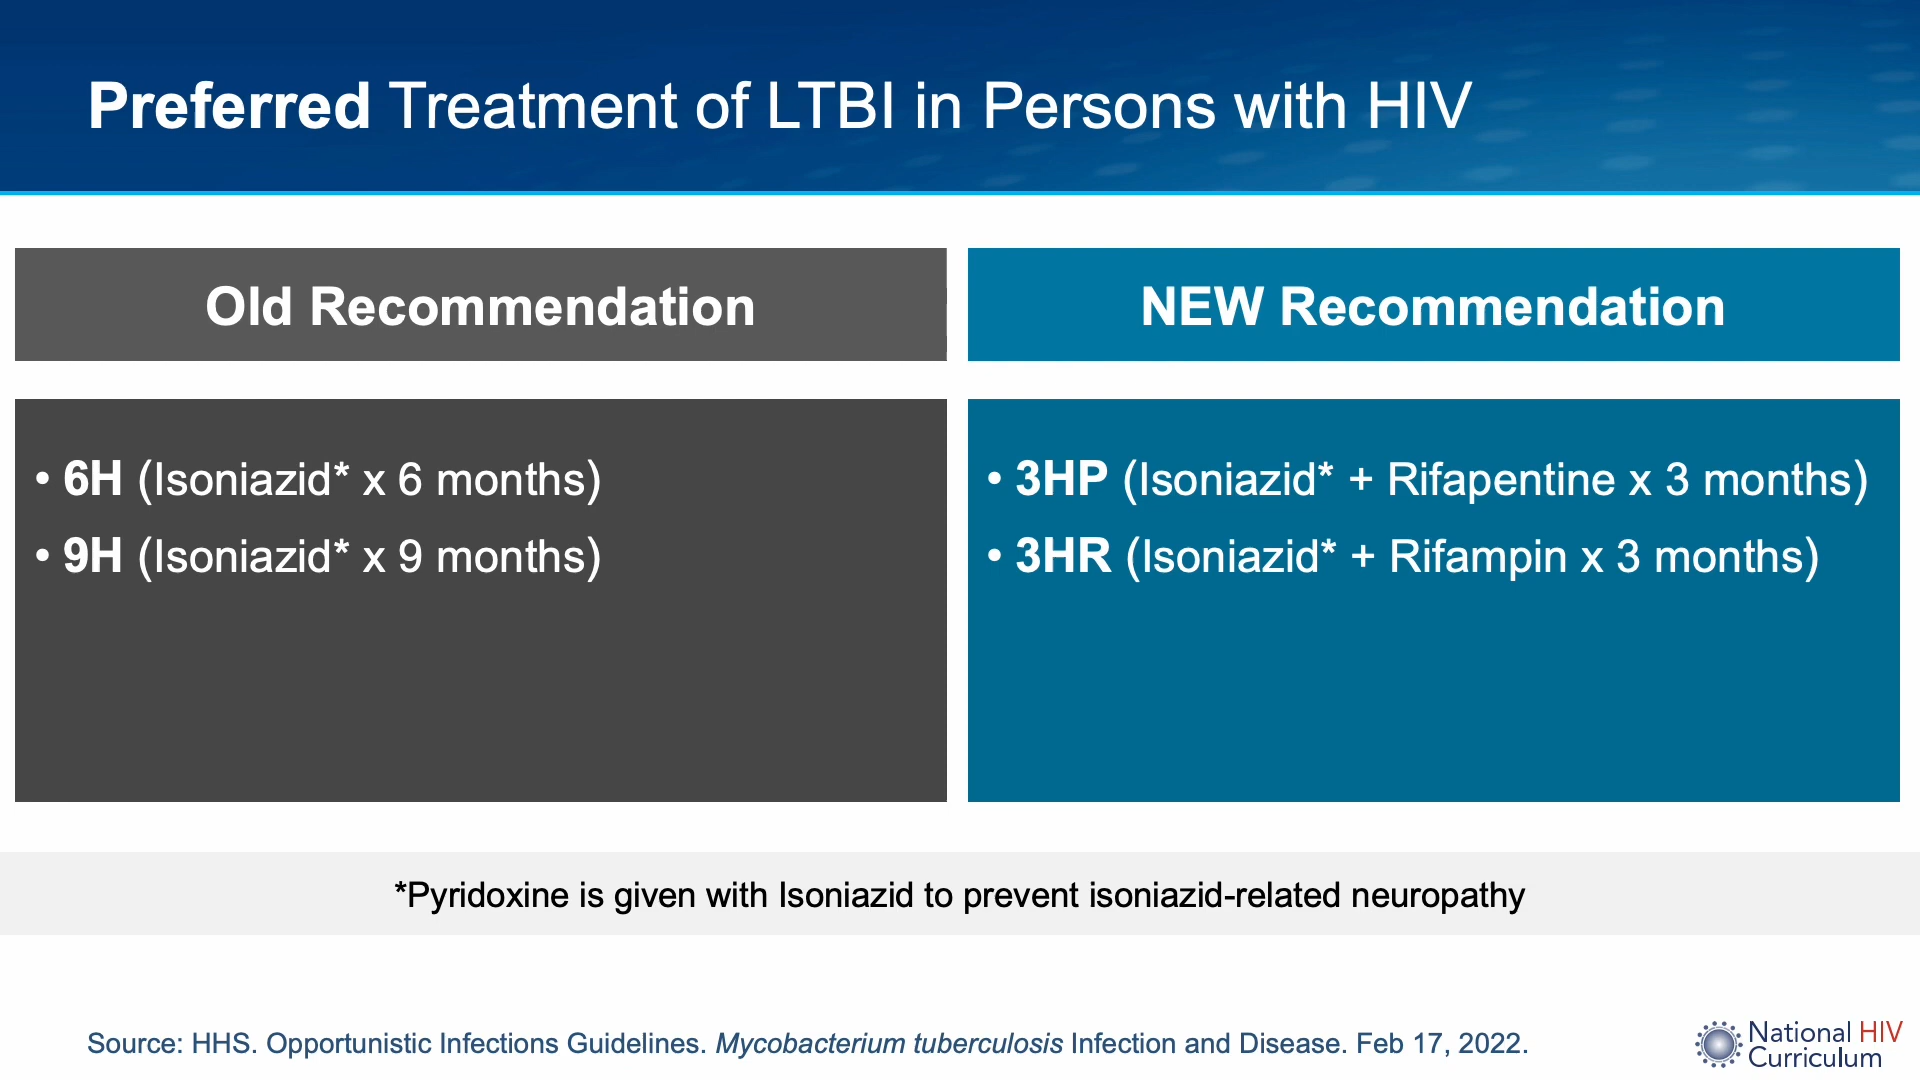 Preferred Treatment of LTBI in Persons with HIV
Old Recommendation
• 6H (Isoniazid* x 6 months)
• 9H (Isoniazid* x 9 months)
NEW Recommendation
• 3HP (Isoniazid* + Rifapentine x 3 months)
• 3HR (Isoniazid* + Rifampin x 3 months)
*Pyridoxine is given with Isoniazid to prevent isoniazid-related neuropathy
Source: HHS. Opportunistic Infections Guidelines. Mycobacterium tuberculosis Infection and Disease. Feb 17, 2022.
National HIV
Curriculum